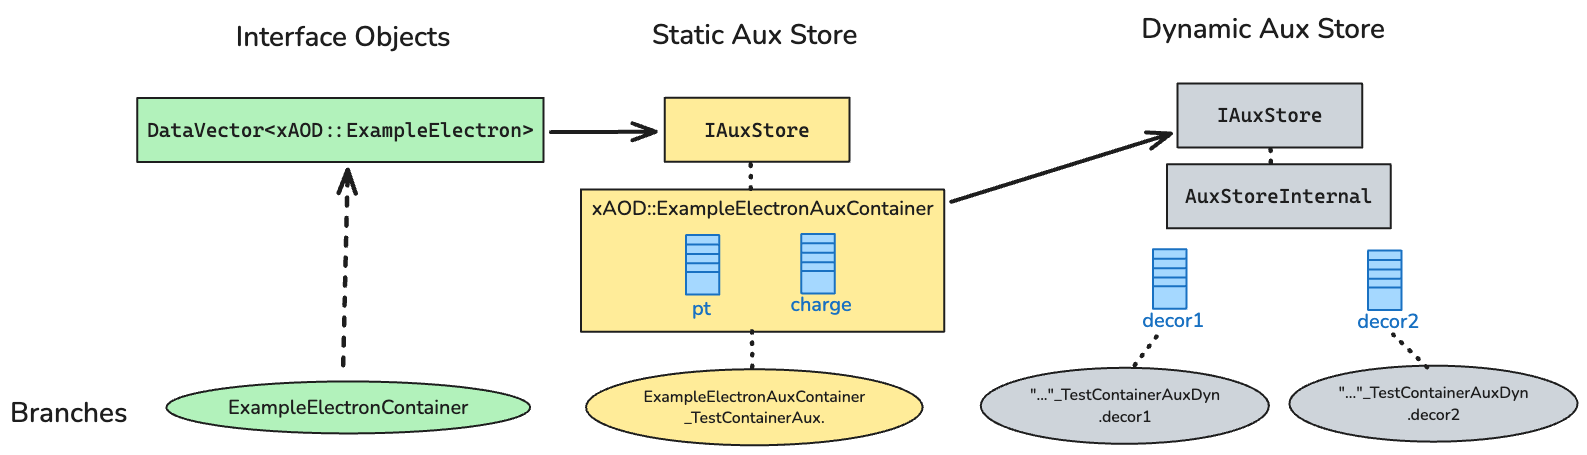 Interface Objects
Static Aux Store
Dynamic Aux Store
DataVector<xAOD::ExampleElectron>
IAuxStore
IAuxStore
AuxStoreInternal
xAOD::ExampleElectronAuxContainer
pt
charge
decor1
decor2
Branches
ExampleElectronContainer
ExampleElectronAuxContainer
_TestContainerAux.
"..."_TestContainerAuxDyn
.decor1
"..."_TestContainerAuxDyn
.decor2